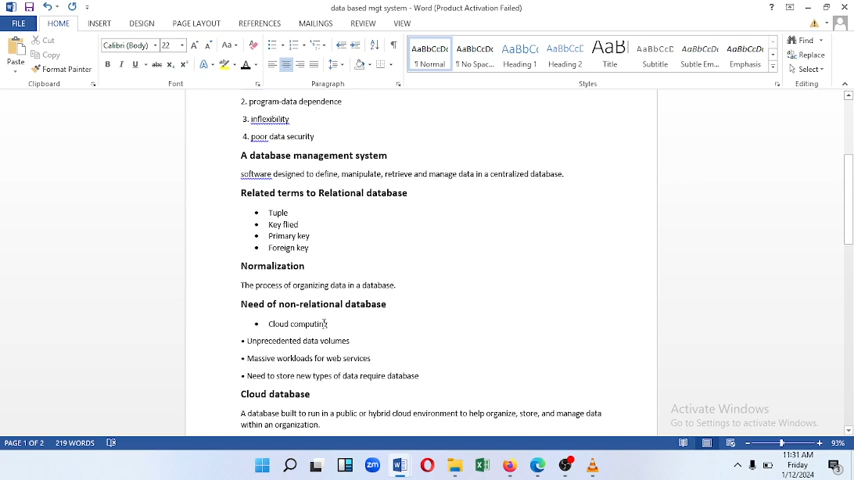 data based mgt system - Word (Product Activation Failed)
FILE HOME INSERT DESIGN PAGE LAYOUT REFERENCES MAILINGS REVIEW VIEW
Paste
Cut
Copy
Format Painter
Clipboard
Calibri (Body) 22
Font
Paragraph
AaBbCcDc AaBbCcDc AaBbCc AaBbCcD AaB AaBbCcD AaBbCcDc AaBbCcDc
¶ Normal ¶ No Spac... Heading 1 Heading 2 Title Subtitle Subtle Em... Emphasis
Styles
Find
Replace
Select
Editing
2. program-data dependence
3. inflexibility
4. poor data security
A database management system
software designed to define, manipulate, retrieve and manage data in a centralized database.
Related terms to Relational database
• Tuple
• Key flied
• Primary key
• Foreign key
Normalization
The process of organizing data in a database.
Need of non-relational database
• Cloud computing
• Unprecedented data volumes
• Massive workloads for web services
• Need to store new types of data require database
Cloud database
A database built to run in a public or hybrid cloud environment to help organize, store, and manage data
within an organization.
Activate Windows
Go to Settings to activate Windows.
PAGE 1 OF 2 219 WORDS 93%
11:31 AM
Friday
1/12/2024